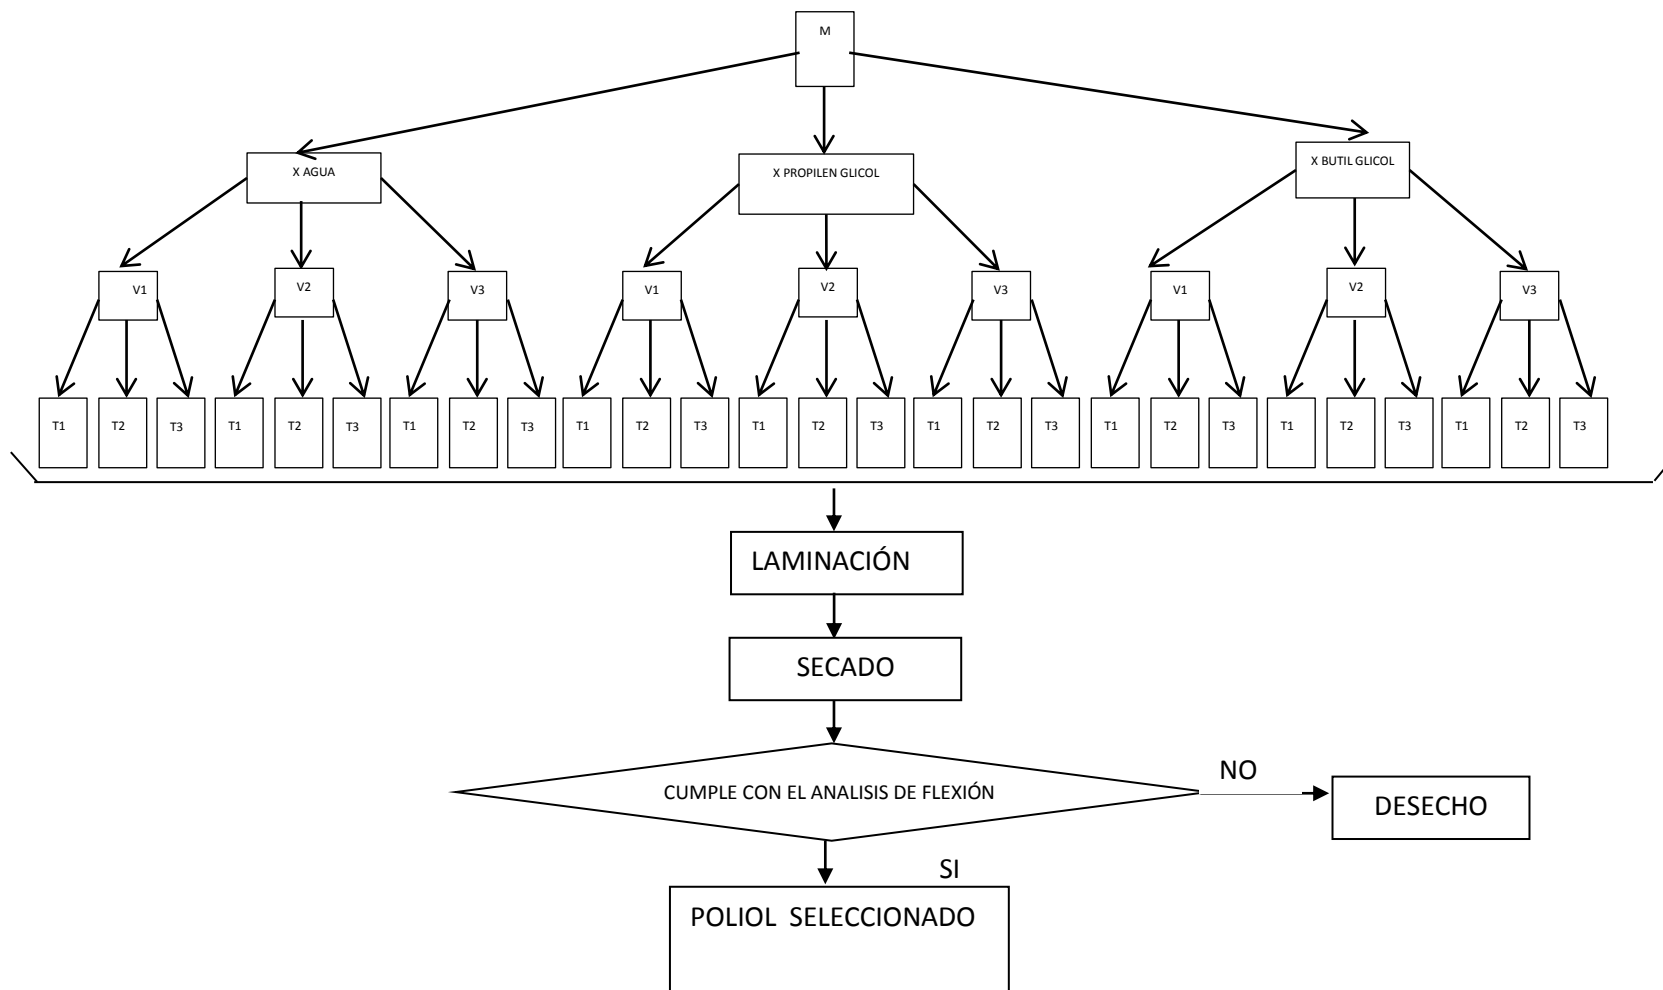 M
X AGUA
X PROPILEN GLICOL
X BUTIL GLICOL
V1
V2
V3
V1
V2
V3
V1
V2
V3
T1
T2
T3
T1
T2
T3
T1
T2
T3
T1
T2
T3
T1
T2
T3
T1
T2
T3
T1
T2
T3
T1
T2
T3
T1
T2
T3
LAMINACIÓN
SECADO
CUMPLE CON EL ANALISIS DE FLEXIÓN
NO
DESECHO
SI
POLIOL SELECCIONADO